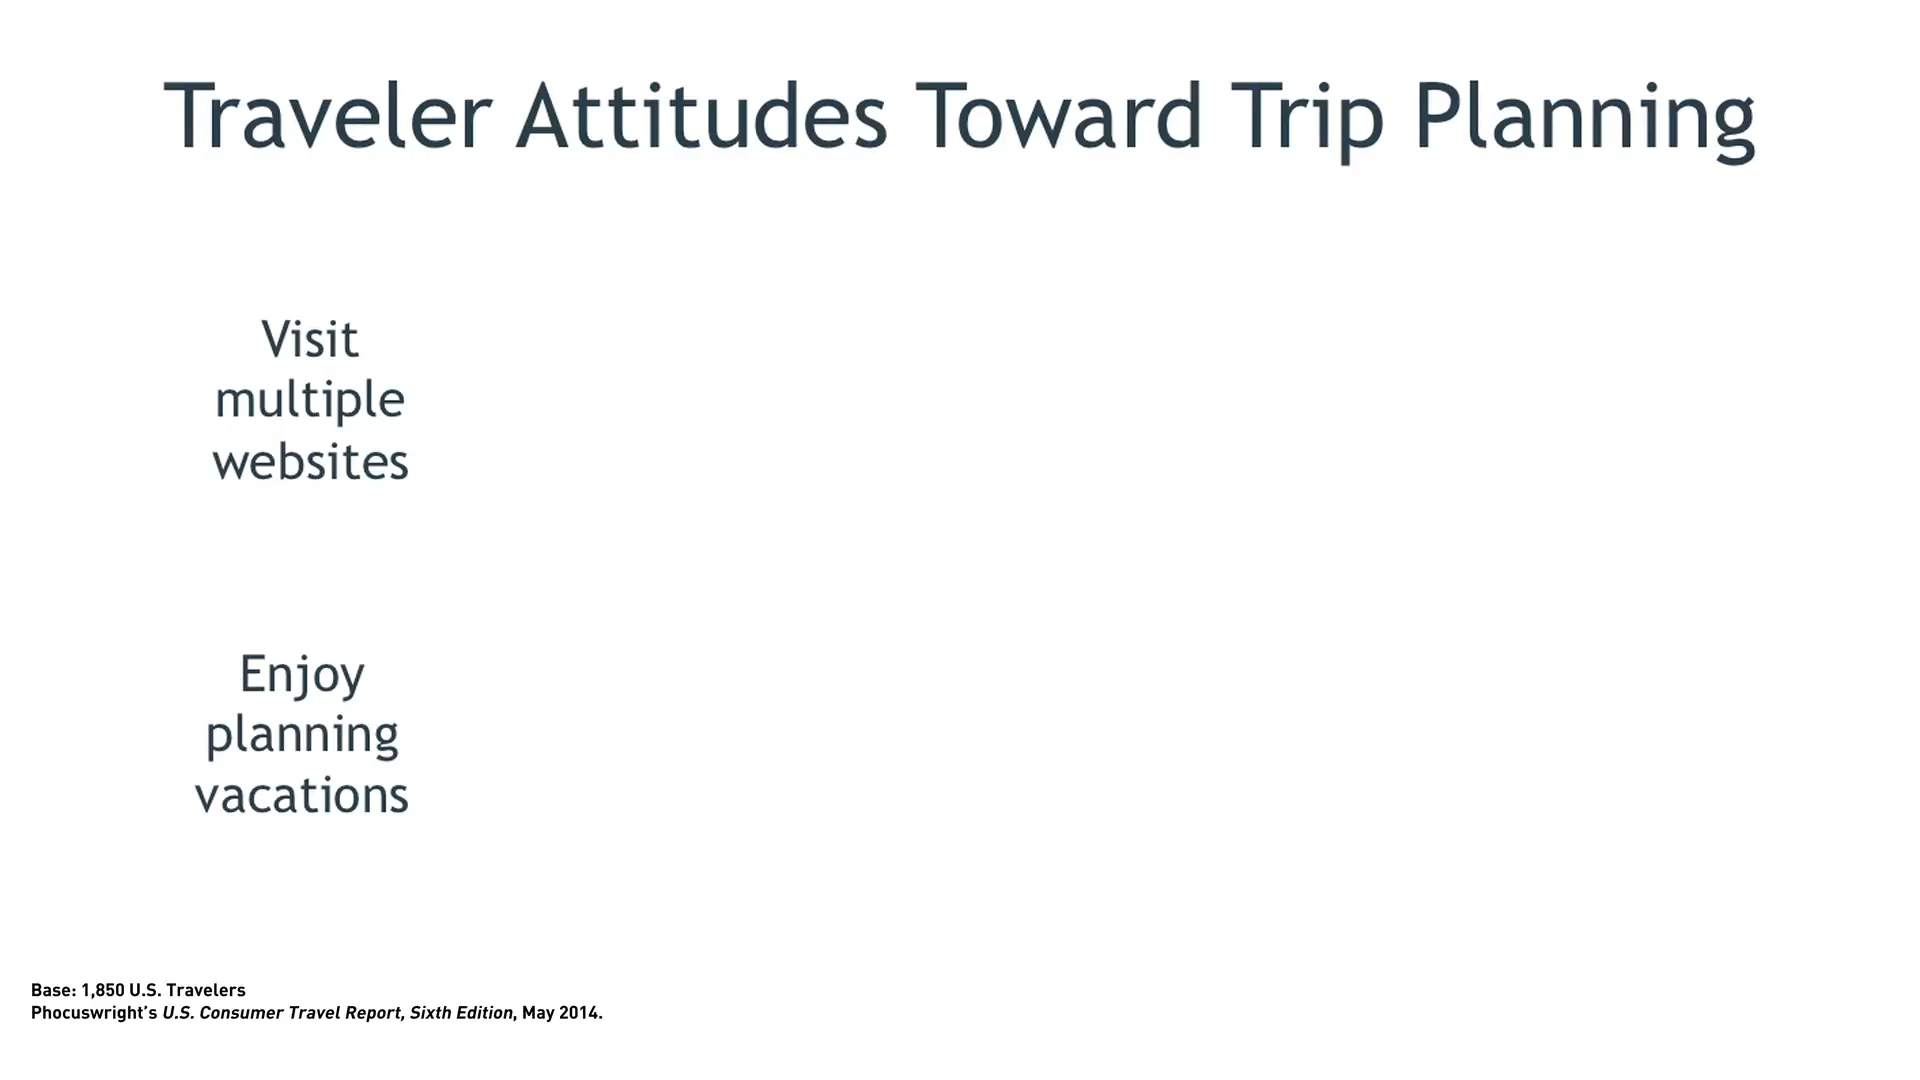 Traveler Attitudes Toward Trip Planning
Visit
multiple
websites
Enjoy
planning
vacations
Base: 1,850 U.S. Travelers
Phocuswright’s U.S. Consumer Travel Report, Sixth Edition, May 2014.